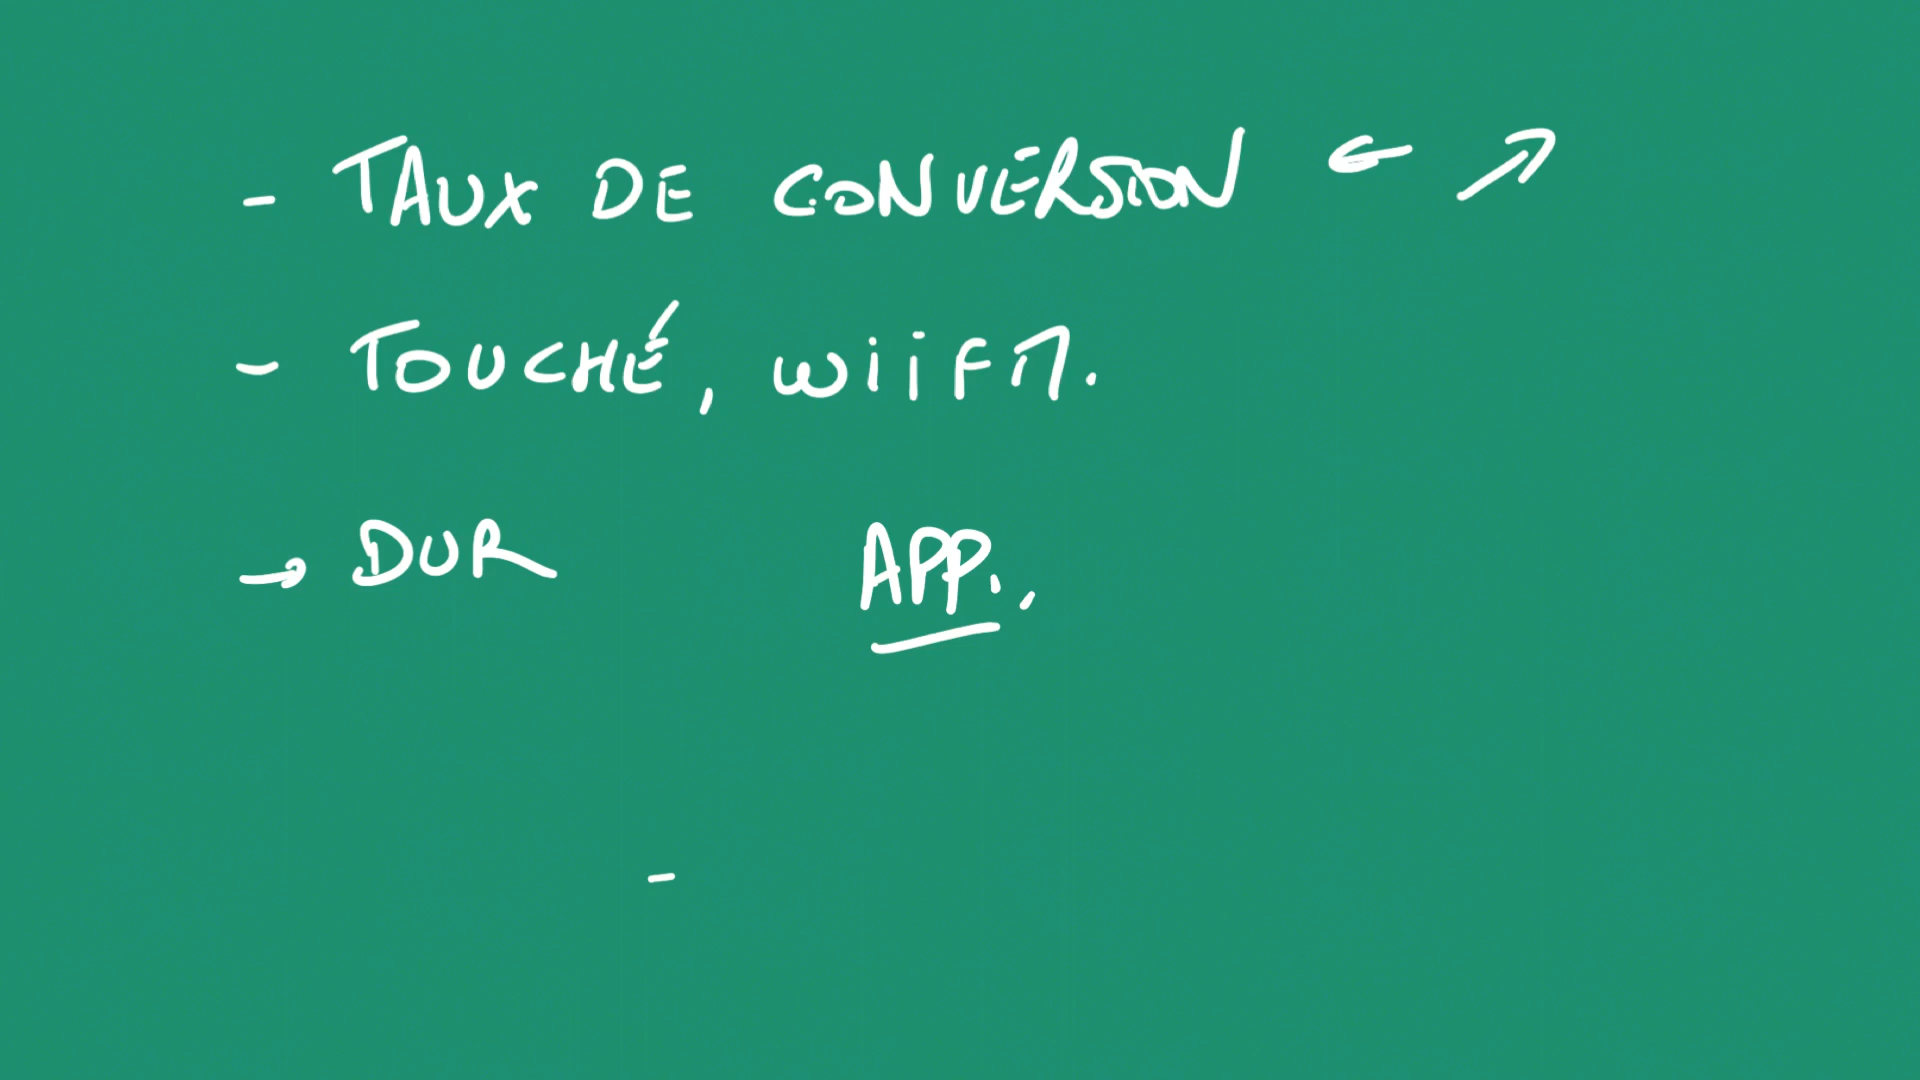 - TAUX DE CONVERSION ← ↗
- TOUCHÉ, WiiFM.
→ DUR APP.,
-